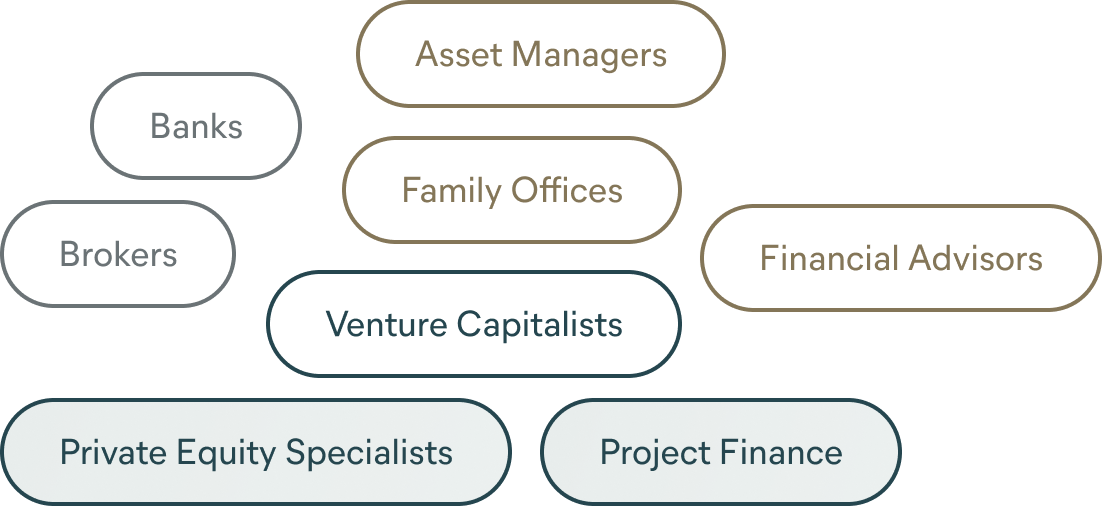 Asset Managers
Banks
Family Offices
Brokers
Financial Advisors
Venture Capitalists
Private Equity Specialists
Project Finance